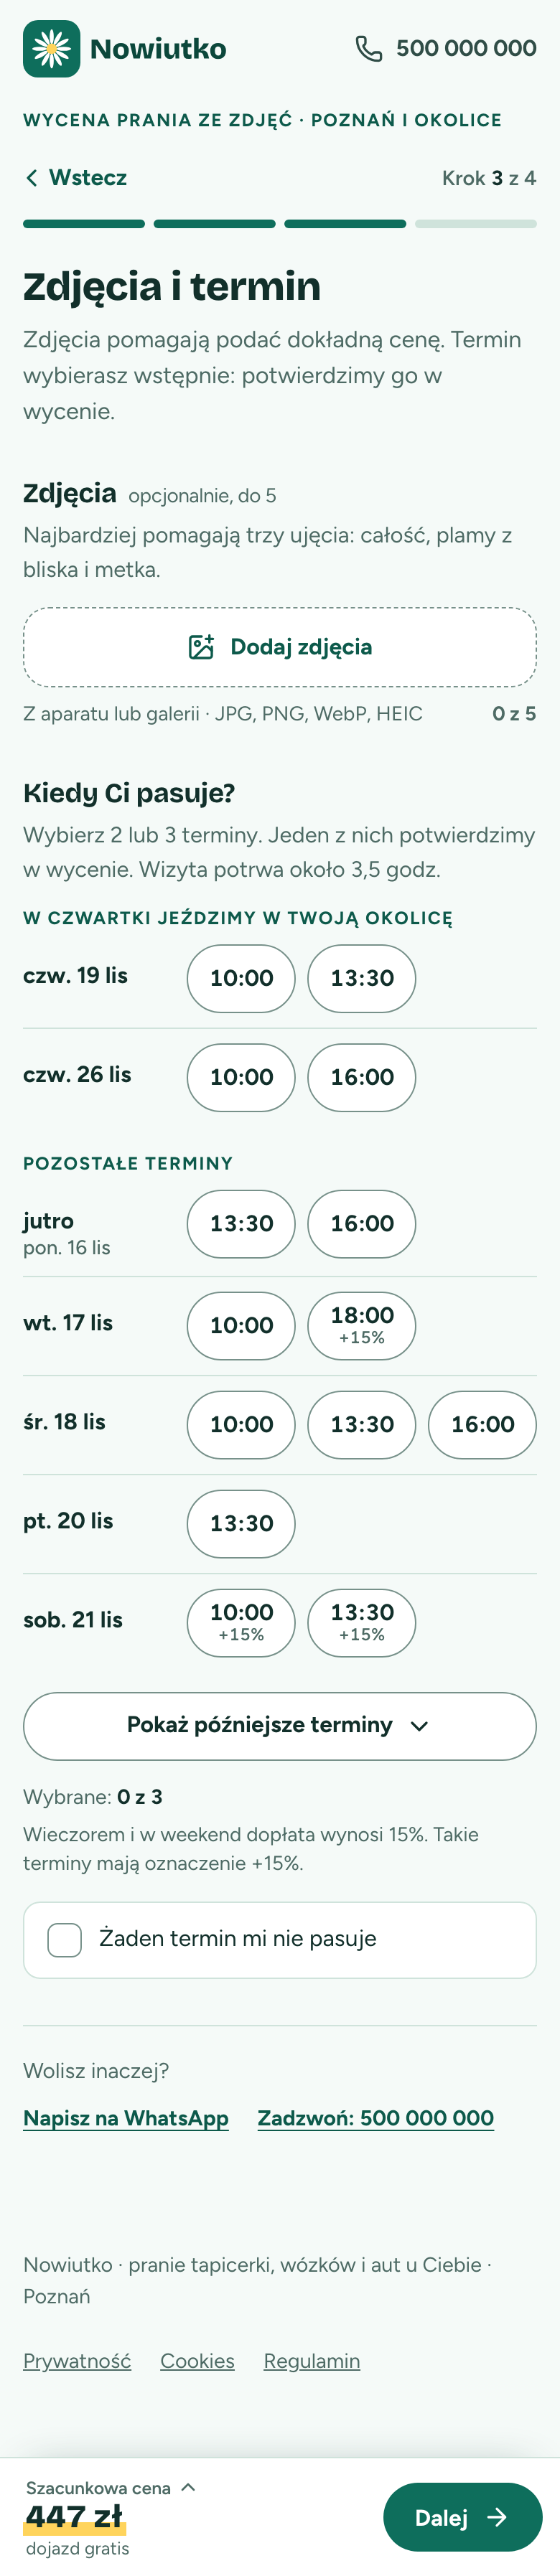 Nowiutko
500 000 000
WYCENA PRANIA ZE ZDJĘĆ · POZNAŃ I OKOLICE
Wstecz
Krok 3 z 4
Zdjęcia i termin
Zdjęcia pomagają podać dokładną cenę. Termin
wybierasz wstępnie: potwierdzimy go w
wycenie.
Zdjęcia opcjonalnie, do 5
Najbardziej pomagają trzy ujęcia: całość, plamy z
bliska i metka.
Dodaj zdjęcia
Z aparatu lub galerii · JPG, PNG, WebP, HEIC
0 z 5
Kiedy Ci pasuje?
Wybierz 2 lub 3 terminy. Jeden z nich potwierdzimy
w wycenie. Wizyta potrwa około 3,5 godz.
W CZWARTKI JEŹDZIMY W TWOJĄ OKOLICĘ
czw. 19 lis 10:00 13:30
czw. 26 lis 10:00 16:00
POZOSTAŁE TERMINY
jutro 13:30 16:00
pon. 16 lis
wt. 17 lis 10:00 18:00
+15%
śr. 18 lis 10:00 13:30 16:00
pt. 20 lis 13:30
sob. 21 lis 10:00 13:30
+15% +15%
Pokaż późniejsze terminy
Wybrane: 0 z 3
Wieczorem i w weekend dopłata wynosi 15%. Takie
terminy mają oznaczenie +15%.
Żaden termin mi nie pasuje
Wolisz inaczej?
Napisz na WhatsApp Zadzwoń: 500 000 000
Nowiutko · pranie tapicerki, wózków i aut u Ciebie ·
Poznań
Prywatność Cookies Regulamin
Szacunkowa cena
447 zł
dojazd gratis
Dalej